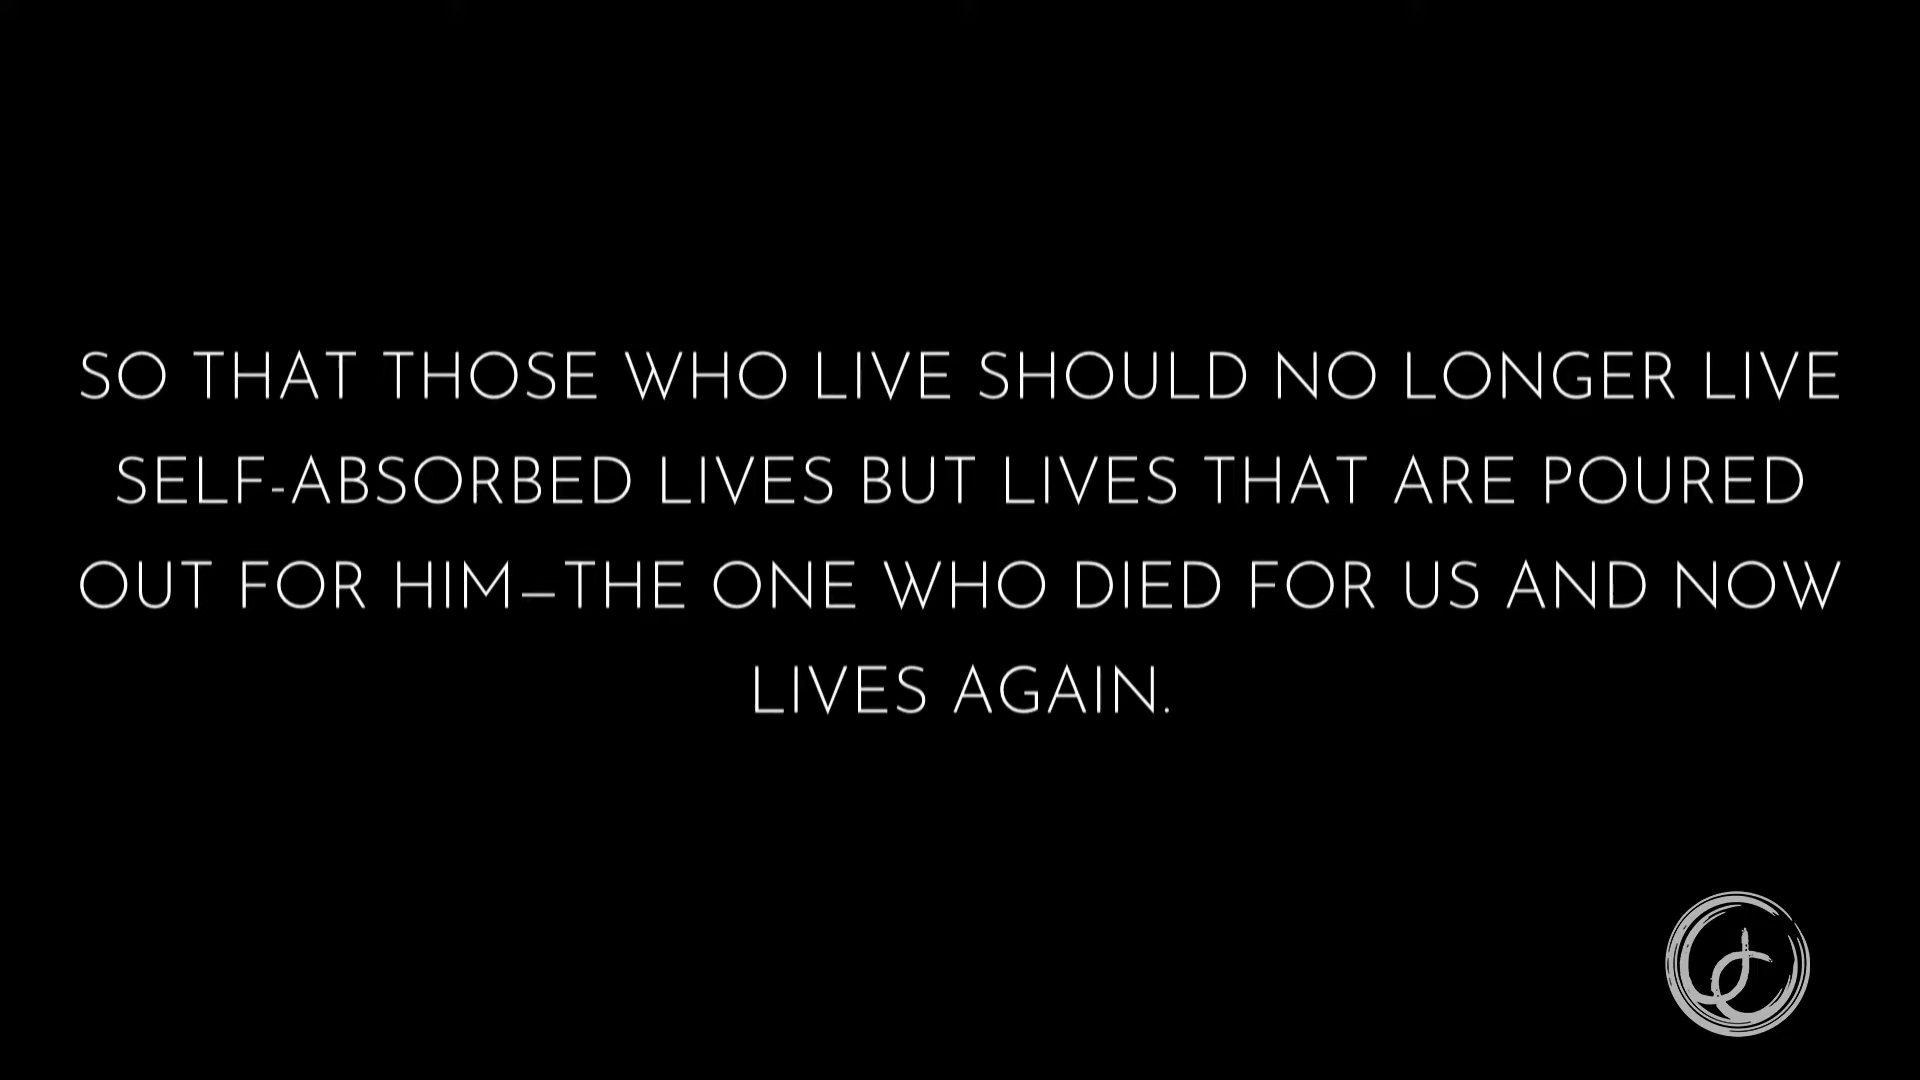 SO THAT THOSE WHO LIVE SHOULD NO LONGER LIVE
SELF-ABSORBED LIVES BUT LIVES THAT ARE POURED
OUT FOR HIM—THE ONE WHO DIED FOR US AND NOW
LIVES AGAIN.